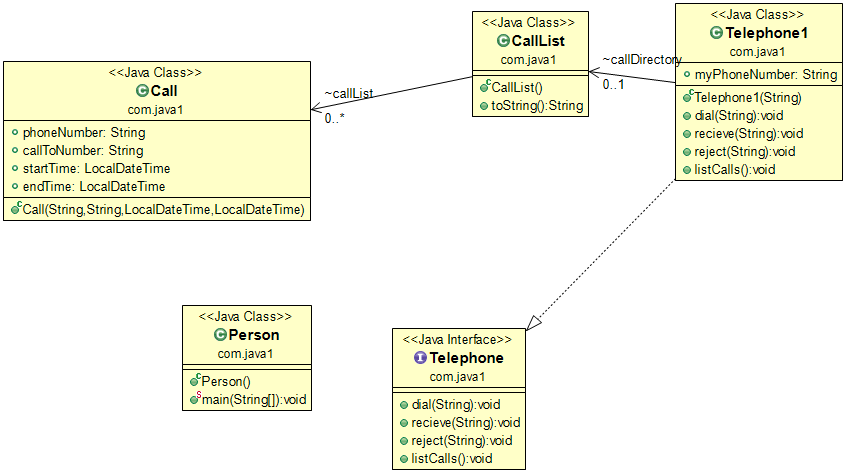 <<Java Class>>
Call
com.java1
phoneNumber: String
callToNumber: String
startTime: LocalDateTime
endTime: LocalDateTime
Call(String,String,LocalDateTime,LocalDateTime)
~callList
0..*
<<Java Class>>
CallList
com.java1
CallList()
toString():String
~callDirectory
0..1
<<Java Class>>
Telephone1
com.java1
myPhoneNumber: String
Telephone1(String)
dial(String):void
recieve(String):void
reject(String):void
listCalls():void
<<Java Class>>
Person
com.java1
Person()
main(String[]):void
<<Java Interface>>
Telephone
com.java1
dial(String):void
recieve(String):void
reject(String):void
listCalls():void